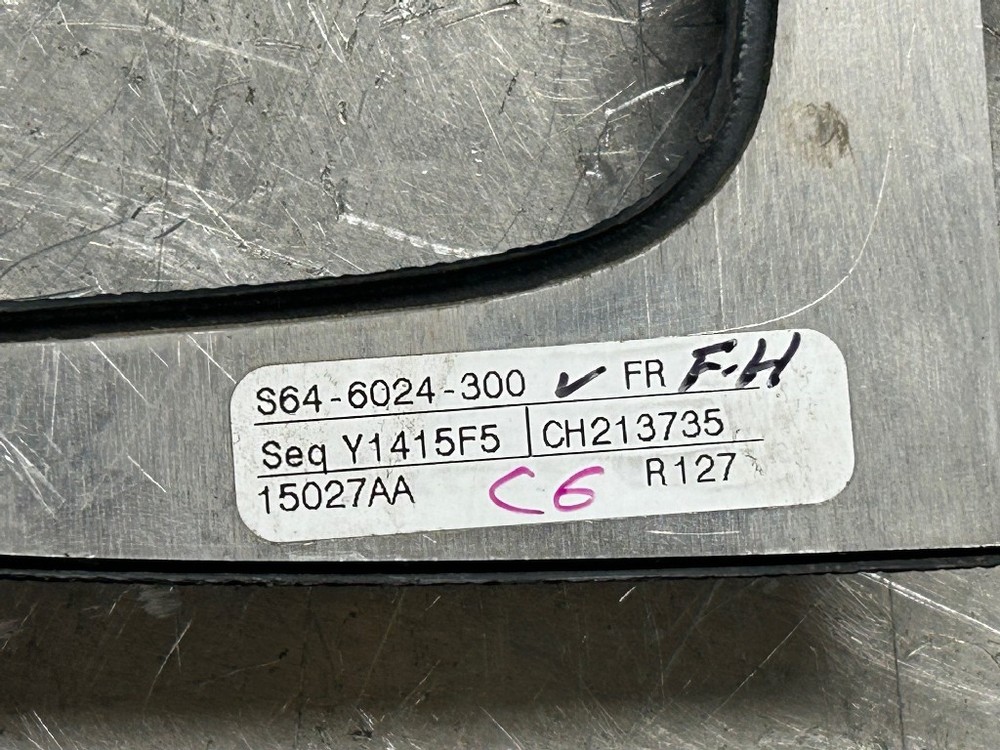 S64-6024-300 ✓ FR F-H
Seq Y1415F5 CH213735
15027AA C6 R127